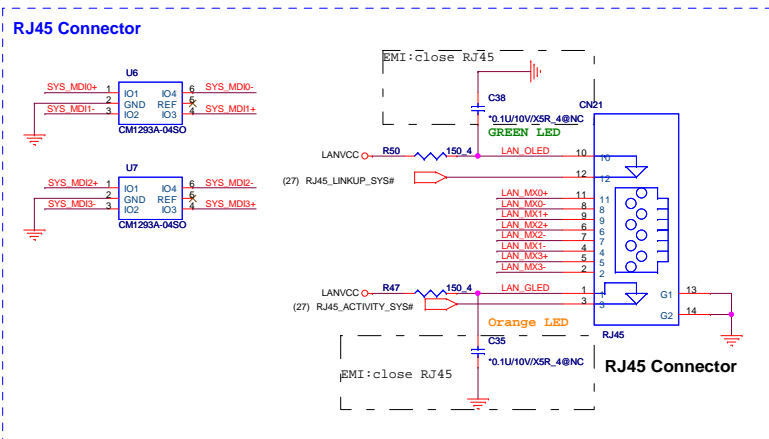 RJ45 Connector
U6
SYS_MDI0+ 1 IO1 IO4 6 SYS_MDI0-
2 GND REF 5
SYS_MDI1- 3 IO2 IO3 4 SYS_MDI1+
CM1293A-04SO
U7
SYS_MDI2+ 1 IO1 IO4 6 SYS_MDI2-
2 GND REF 5
SYS_MDI3- 3 IO2 IO3 4 SYS_MDI3+
CM1293A-04SO
EMI:close RJ45
C38
*0.1U/10V/X5R_4@NC
CN21
GREEN LED
LANVCC R50 150_4 LAN_OLED 10 10
(27) RJ45_LINKUP_SYS# 12 12
LAN_MX0+ 11 11
LAN_MX0- 8 8
LAN_MX1+ 9 9
LAN_MX2+ 6 6
LAN_MX2- 7 7
LAN_MX1- 4 4
LAN_MX3+ 5 5
LAN_MX3- 2 2
LANVCC R47 150_4 LAN_GLED 1 1
(27) RJ45_ACTIVITY_SYS# 3 3
G1 13
G2 14
Orange LED
RJ45
C35
*0.1U/10V/X5R_4@NC
EMI:close RJ45
RJ45 Connector